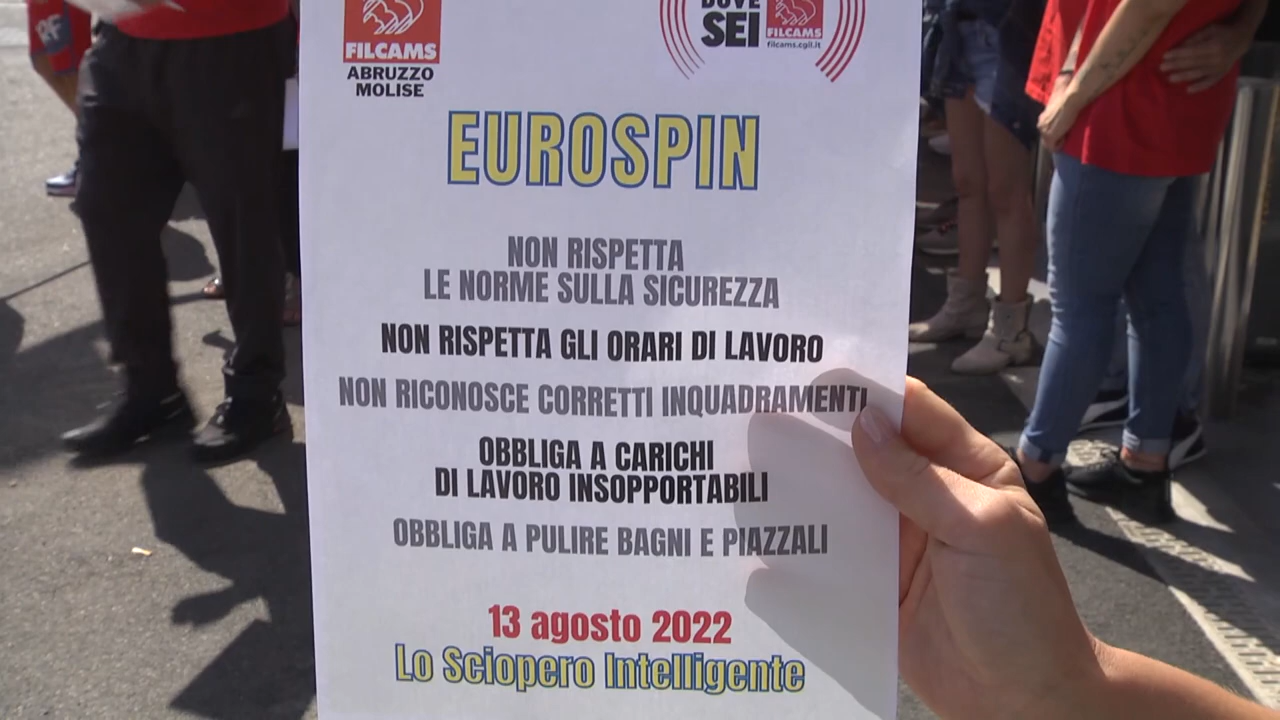 FILCAMS
ABRUZZO
MOLISE
DOVE
SEI
FILCAMS
filcams.cgil.it
EUROSPIN
NON RISPETTA
LE NORME SULLA SICUREZZA
NON RISPETTA GLI ORARI DI LAVORO
NON RICONOSCE CORRETTI INQUADRAMENTI
OBBLIGA A CARICHI
DI LAVORO INSOPPORTABILI
OBBLIGA A PULIRE BAGNI E PIAZZALI
13 agosto 2022
Lo Sciopero Intelligente